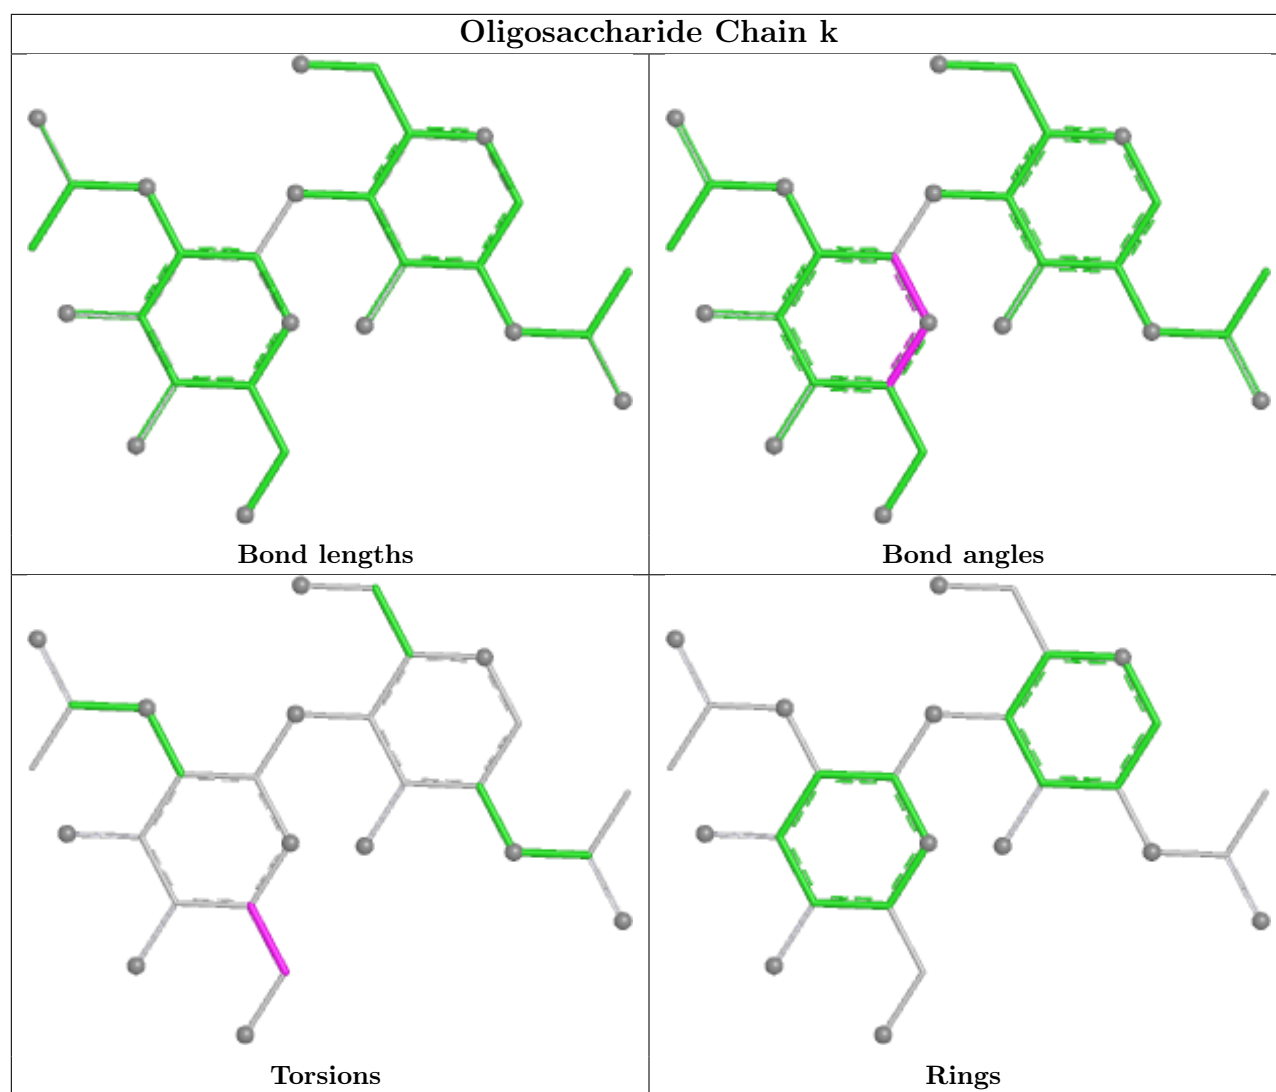 Oligosaccharide Chain k
Bond lengths
Bond angles
Torsions
Rings